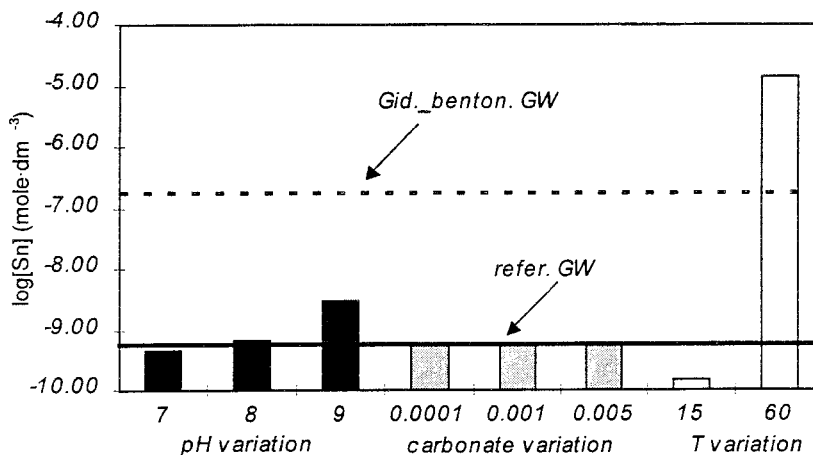 -4.00
-5.00
-6.00
-7.00
-8.00
-9.00
-10.00
log[Sn] (mole·dm⁻³)
Gid._benton. GW
refer. GW
7 8 9 0.0001 0.001 0.005 15 60
pH variation carbonate variation T variation